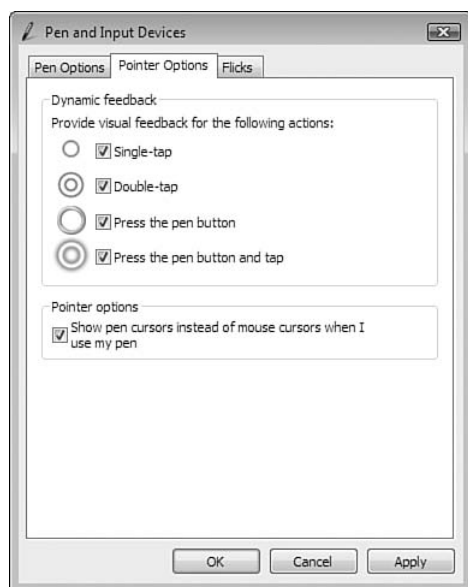 Pen and Input Devices
Pen Options Pointer Options Flicks
Dynamic feedback
Provide visual feedback for the following actions:
Single-tap
Double-tap
Press the pen button
Press the pen button and tap
Pointer options
Show pen cursors instead of mouse cursors when I
use my pen
OK Cancel Apply